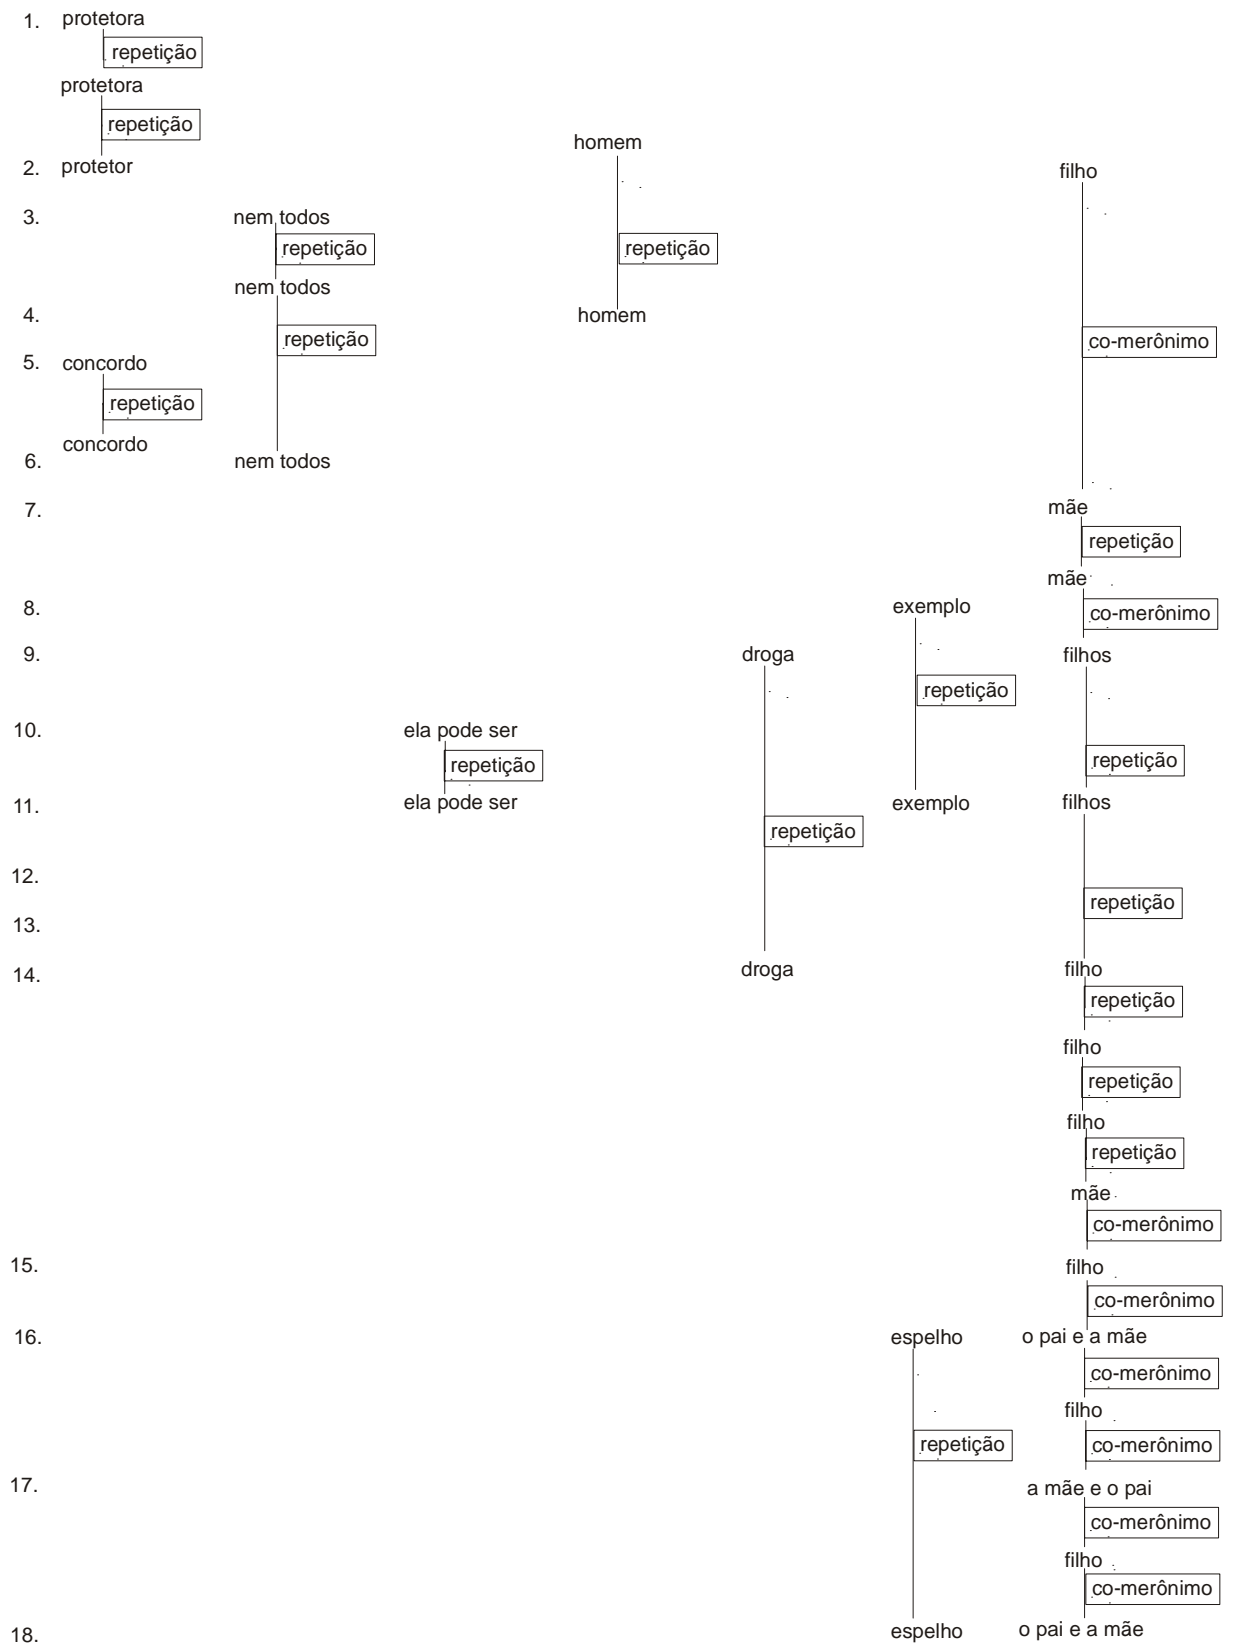 1. protetora
repetição
protetora
repetição
homem
2. protetor filho
3. nem todos
repetição repetição
nem todos
4. homem
repetição co-merônimo
5. concordo
repetição
concordo
6. nem todos
7. mãe
repetição
mãe
8. exemplo co-merônimo
9. droga filhos
repetição
10. ela pode ser
repetição repetição
11. ela pode ser exemplo filhos
repetição
12.
repetição
13.
14. droga filho
repetição
filho
repetição
filho
repetição
mãe
co-merônimo
15. filho
co-merônimo
16. espelho o pai e a mãe
co-merônimo
filho
repetição co-merônimo
17. a mãe e o pai
co-merônimo
filho
co-merônimo
18. espelho o pai e a mãe